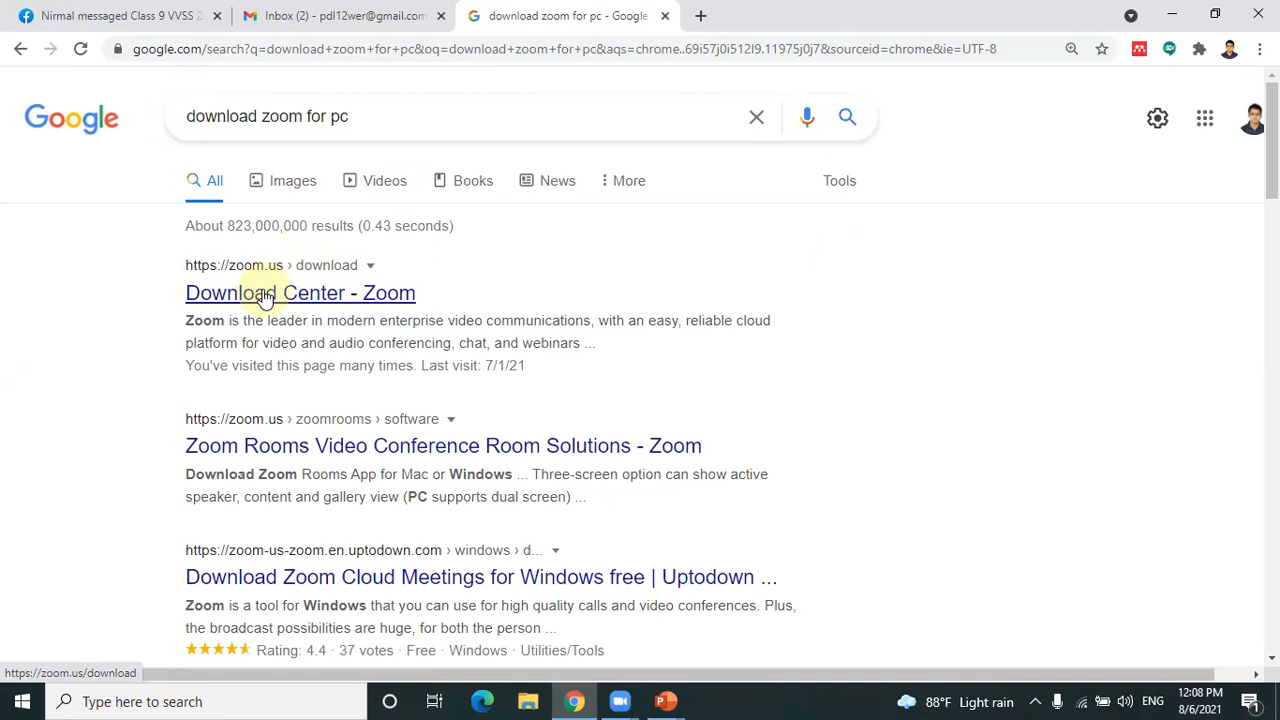 Nirmal messaged Class 9 VVSS 2
Inbox (2) - pdl12wer@gmail.com
download zoom for pc - Google
google.com/search?q=download+zoom+for+pc&oq=download+zoom+for+pc&aqs=chrome..69i57j0i512l9.11975j0j7&sourceid=chrome&ie=UTF-8
Google
download zoom for pc
All
Images
Videos
Books
News
More
Tools
About 823,000,000 results (0.43 seconds)
https://zoom.us › download
Download Center - Zoom
Zoom is the leader in modern enterprise video communications, with an easy, reliable cloud
platform for video and audio conferencing, chat, and webinars ...
You've visited this page many times. Last visit: 7/1/21
https://zoom.us › zoomrooms › software
Zoom Rooms Video Conference Room Solutions - Zoom
Download Zoom Rooms App for Mac or Windows ... Three-screen option can show active
speaker, content and gallery view (PC supports dual screen) ...
https://zoom-us-zoom.en.uptodown.com › windows › d...
Download Zoom Cloud Meetings for Windows free | Uptodown ...
Zoom is a tool for Windows that you can use for high quality calls and video conferences. Plus,
the broadcast possibilities are huge, for both the person ...
Rating: 4.4 · 37 votes · Free · Windows · Utilities/Tools
https://zoom.us/download
Type here to search
88°F Light rain
ENG
12:08 PM
8/6/2021
1